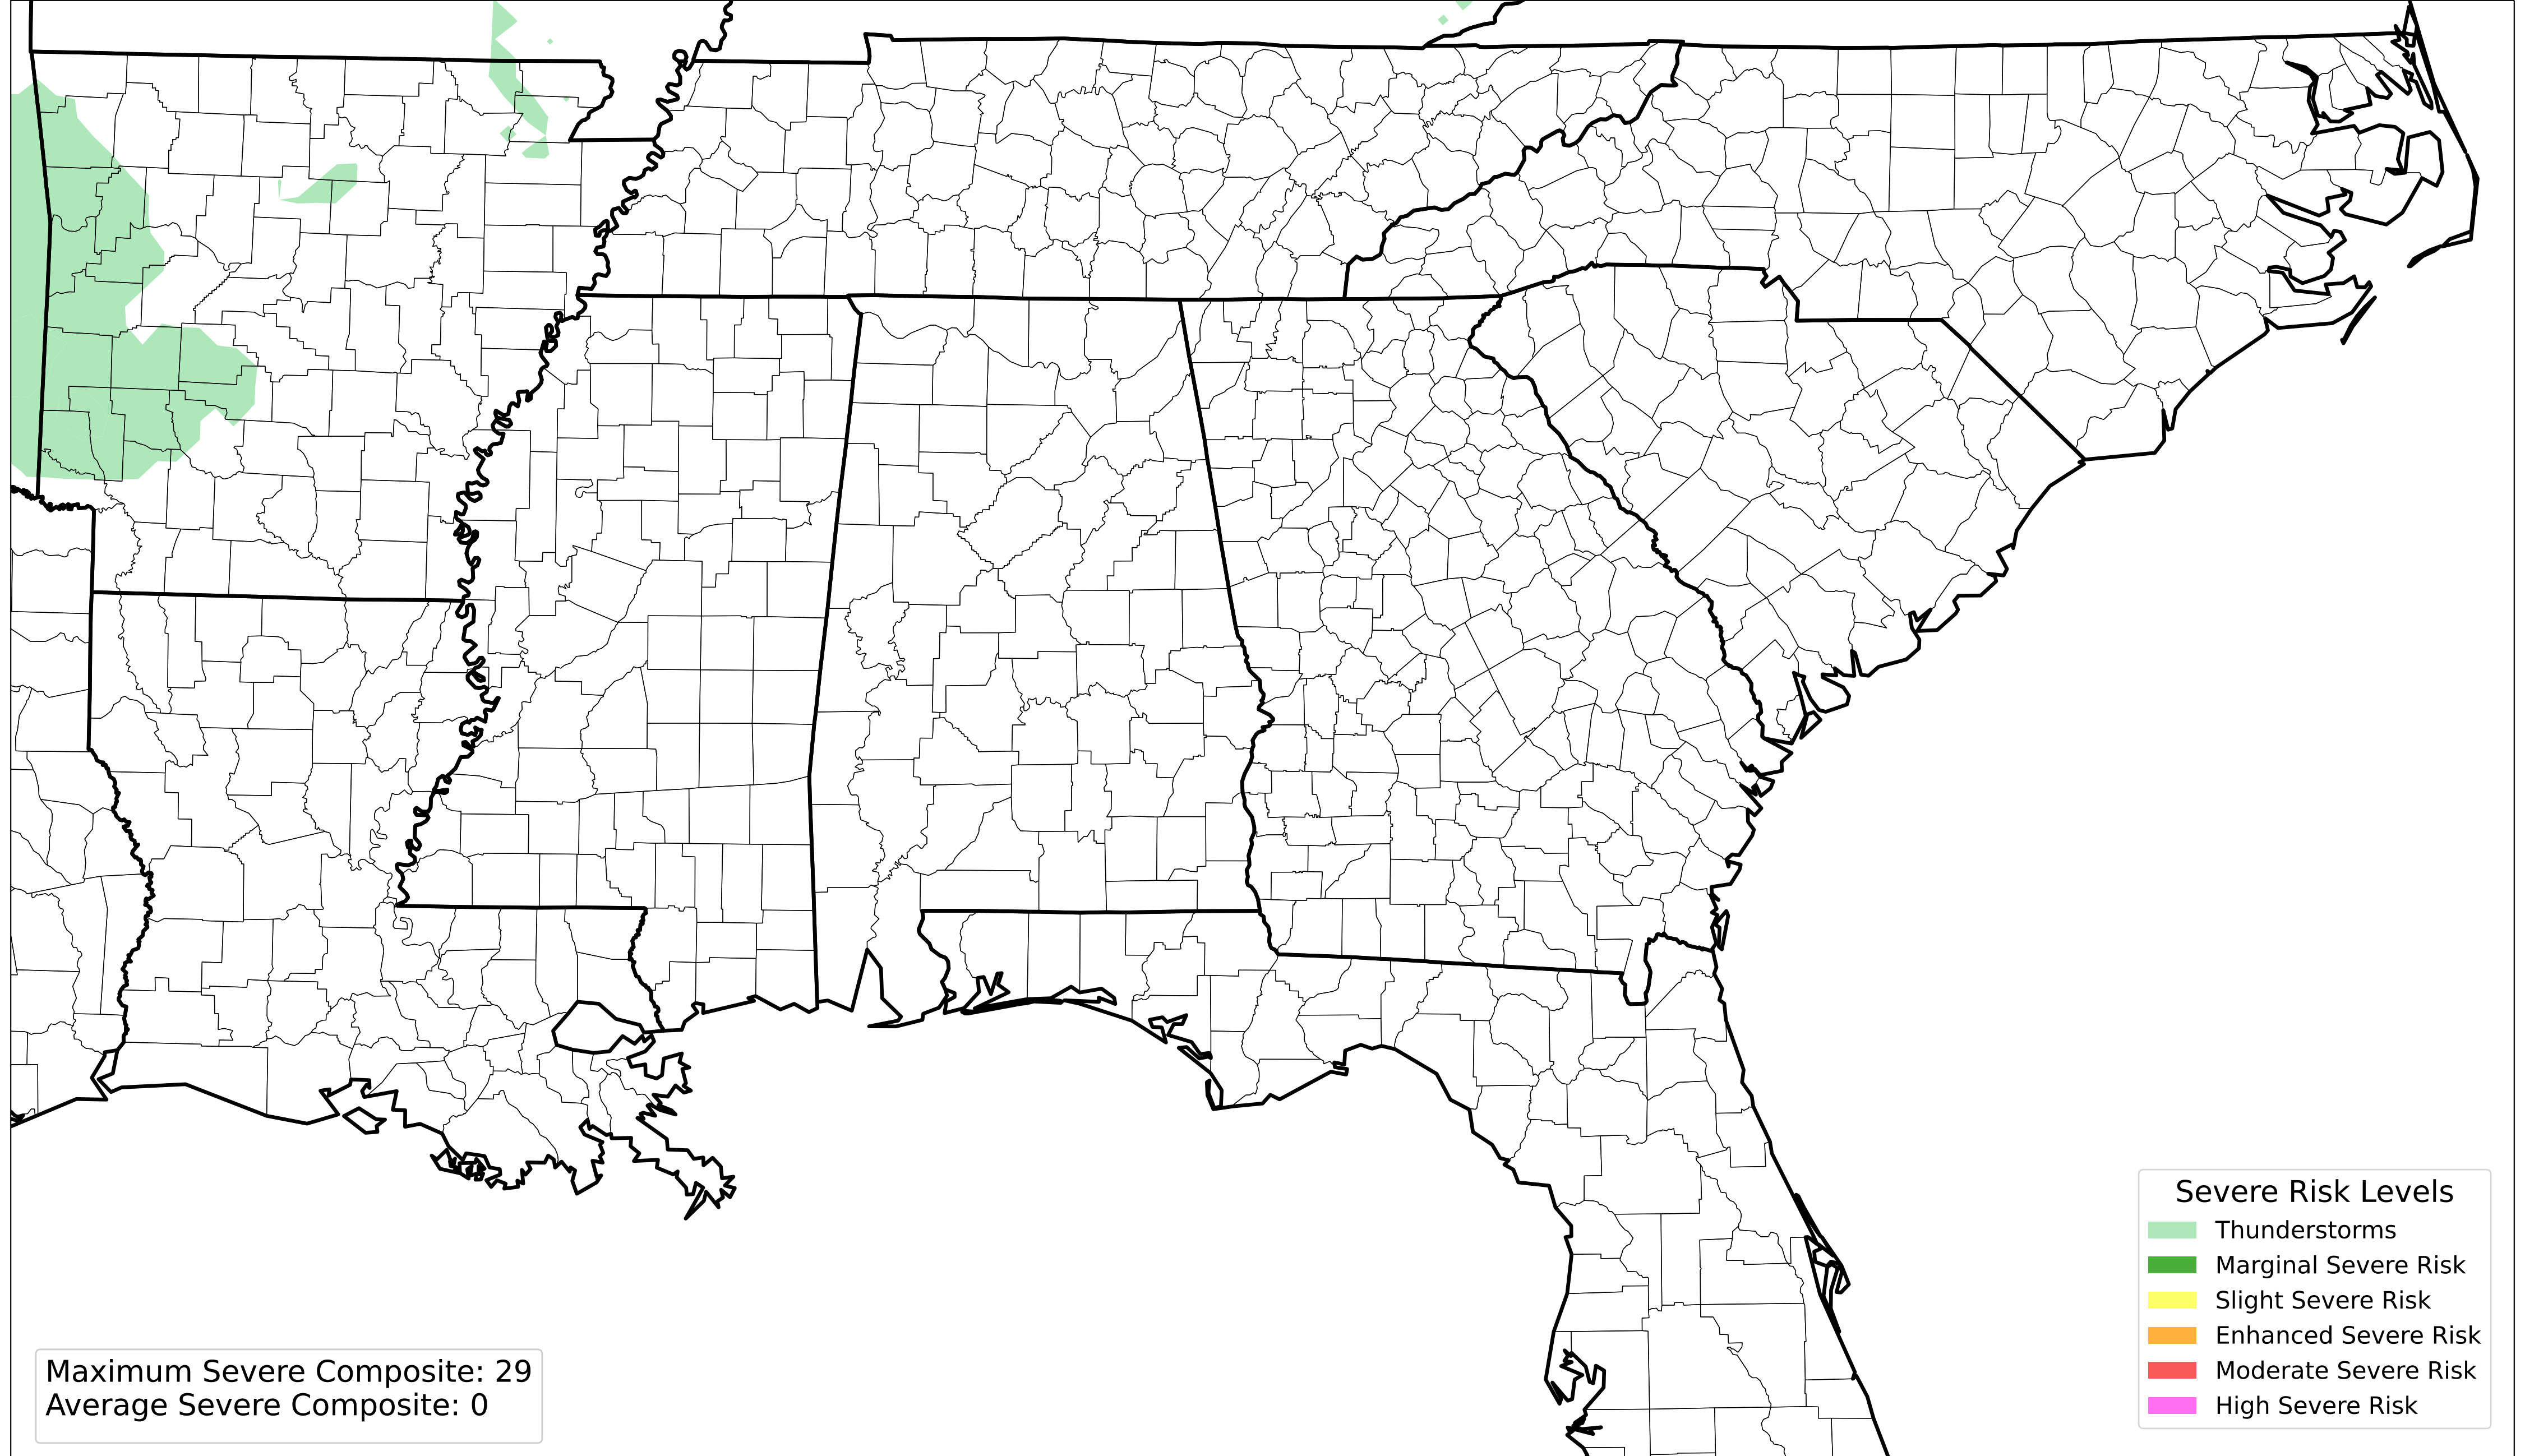 Severe Risk Levels
Thunderstorms
Marginal Severe Risk
Slight Severe Risk
Enhanced Severe Risk
Moderate Severe Risk
High Severe Risk
Maximum Severe Composite: 29
Average Severe Composite: 0